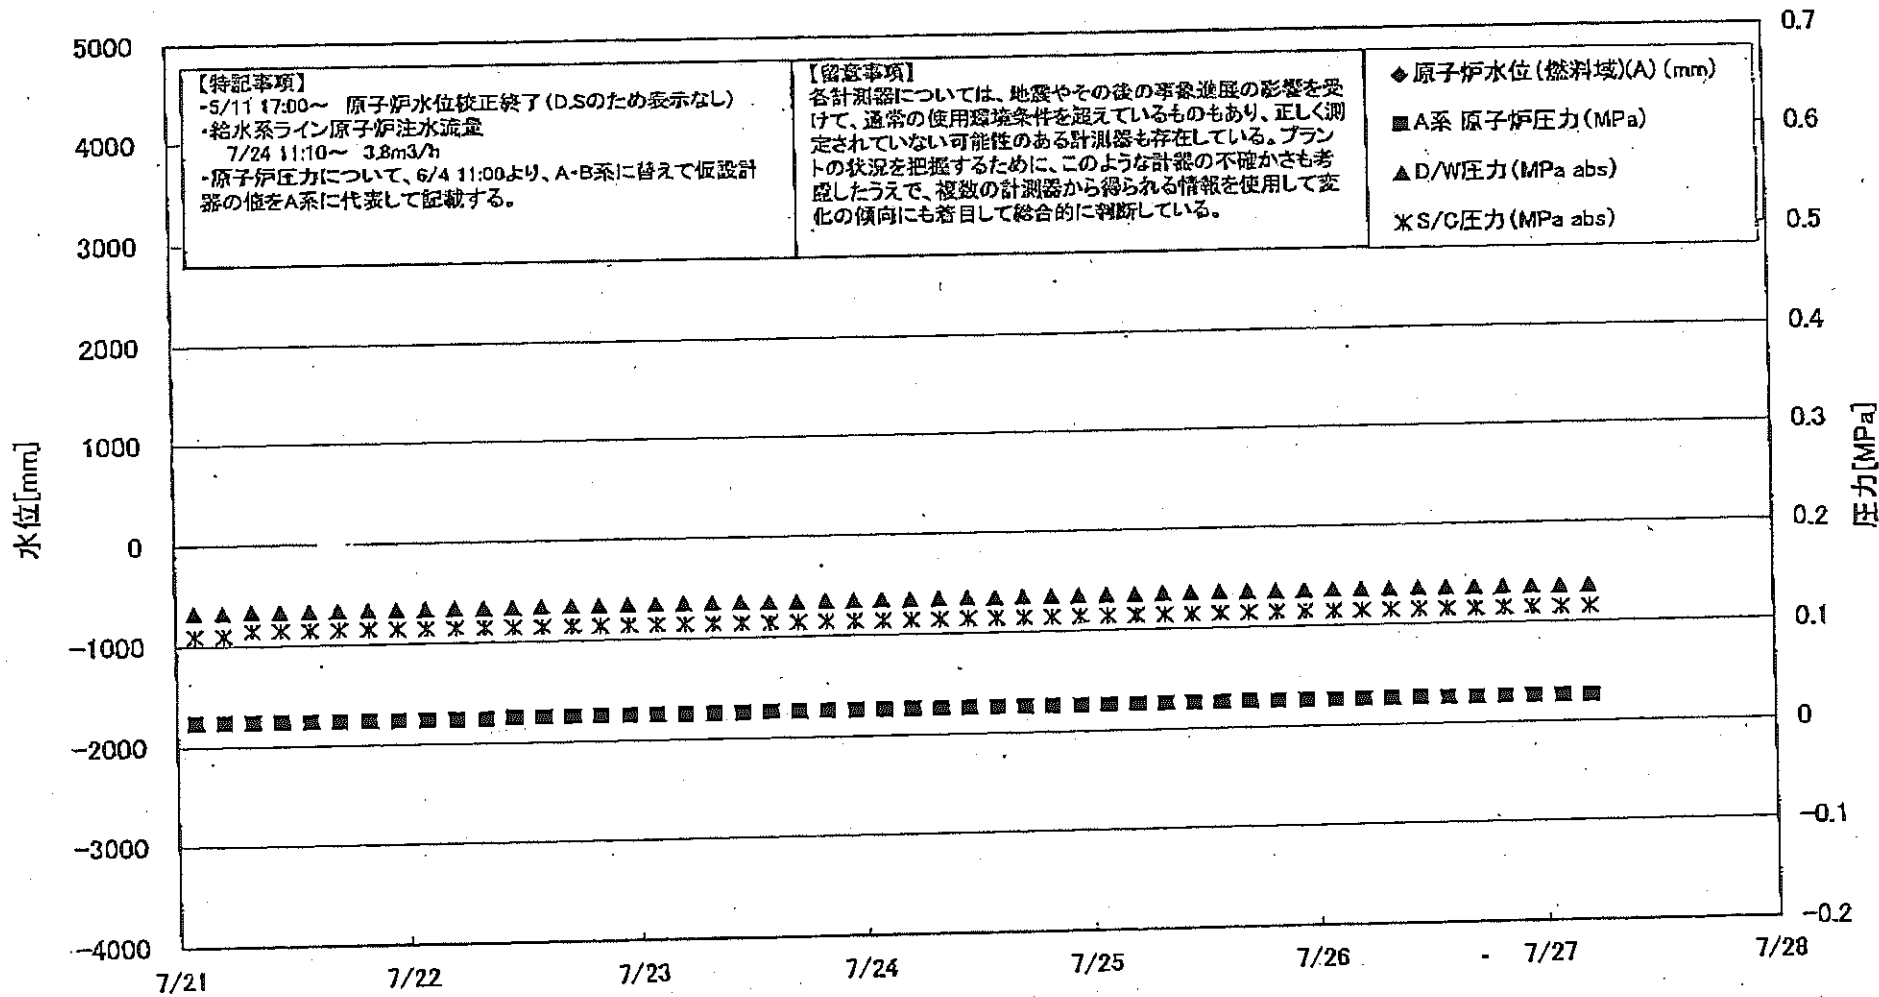 【特記事項】
-5/11 17:00~ 原子炉水位校正終了(D.Sのため表示なし)
・給水系ライン原子炉注水流量
7/24 11:10~ 3.8m3/h
・原子炉圧力について、6/4 11:00より、A・B系に替えて仮設計
器の値をA系に代表して記載する。
【留意事項】
各計測器については、地震やその後の事象進展の影響を受
けて、通常の使用環境条件を超えているものもあり、正しく測
定されていない可能性のある計測器も存在している。プラン
トの状況を把握するために、このような計器の不確かさも考
慮したうえで、複数の計測器から得られる情報を使用して変
化の傾向にも着目して総合的に判断している。
◆原子炉水位(燃料域)(A)(mm)
■A系 原子炉圧力(MPa)
▲D/W圧力(MPa abs)
S/C圧力(MPa abs)
水位[mm]
5000
4000
3000
2000
1000
0
-1000
-2000
-3000
-4000
圧力[MPa]
0.7
0.6
0.5
0.4
0.3
0.2
0.1
0
-0.1
-0.2
7/21
7/22
7/23
7/24
7/25
7/26
7/27
7/28